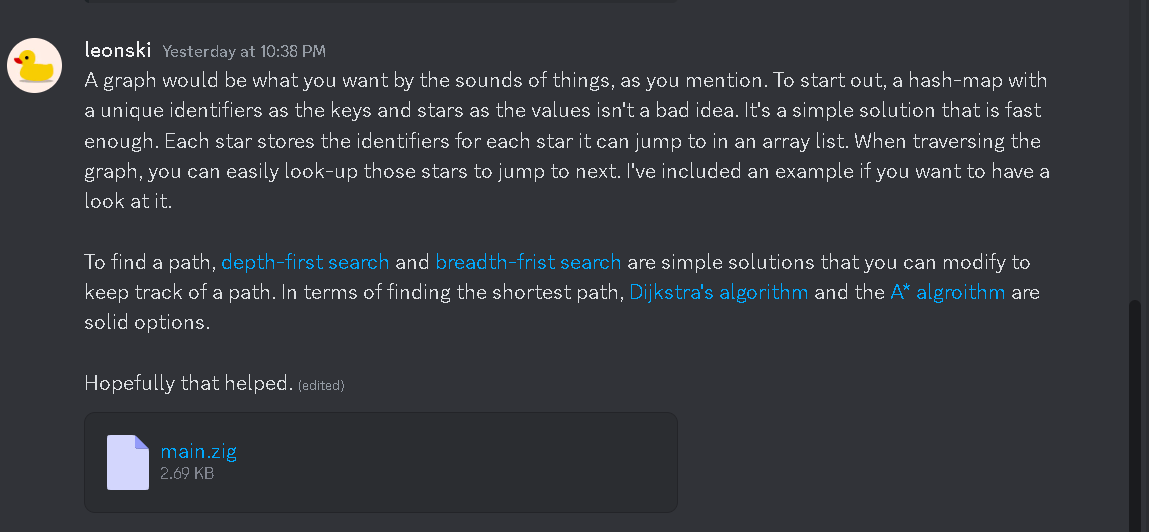 leonski Yesterday at 10:38 PM
A graph would be what you want by the sounds of things, as you mention. To start out, a hash-map with
a unique identifiers as the keys and stars as the values isn't a bad idea. It's a simple solution that is fast
enough. Each star stores the identifiers for each star it can jump to in an array list. When traversing the
graph, you can easily look-up those stars to jump to next. I've included an example if you want to have a
look at it.
To find a path, depth-first search and breadth-frist search are simple solutions that you can modify to
keep track of a path. In terms of finding the shortest path, Dijkstra's algorithm and the A* algroithm are
solid options.
Hopefully that helped. (edited)
main.zig
2.69 KB